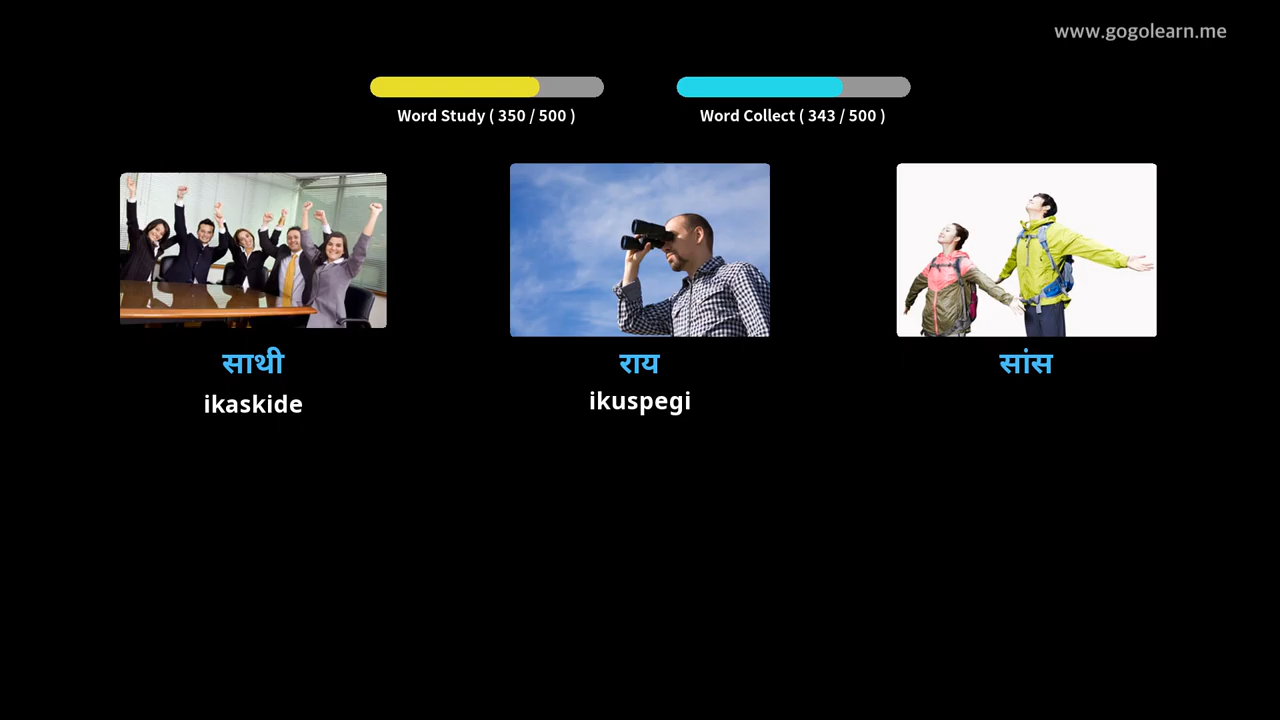 www.gogolearn.me
Word Study ( 350 / 500 )
Word Collect ( 343 / 500 )
साथी
राय
सांस
ikaskide
ikuspegi